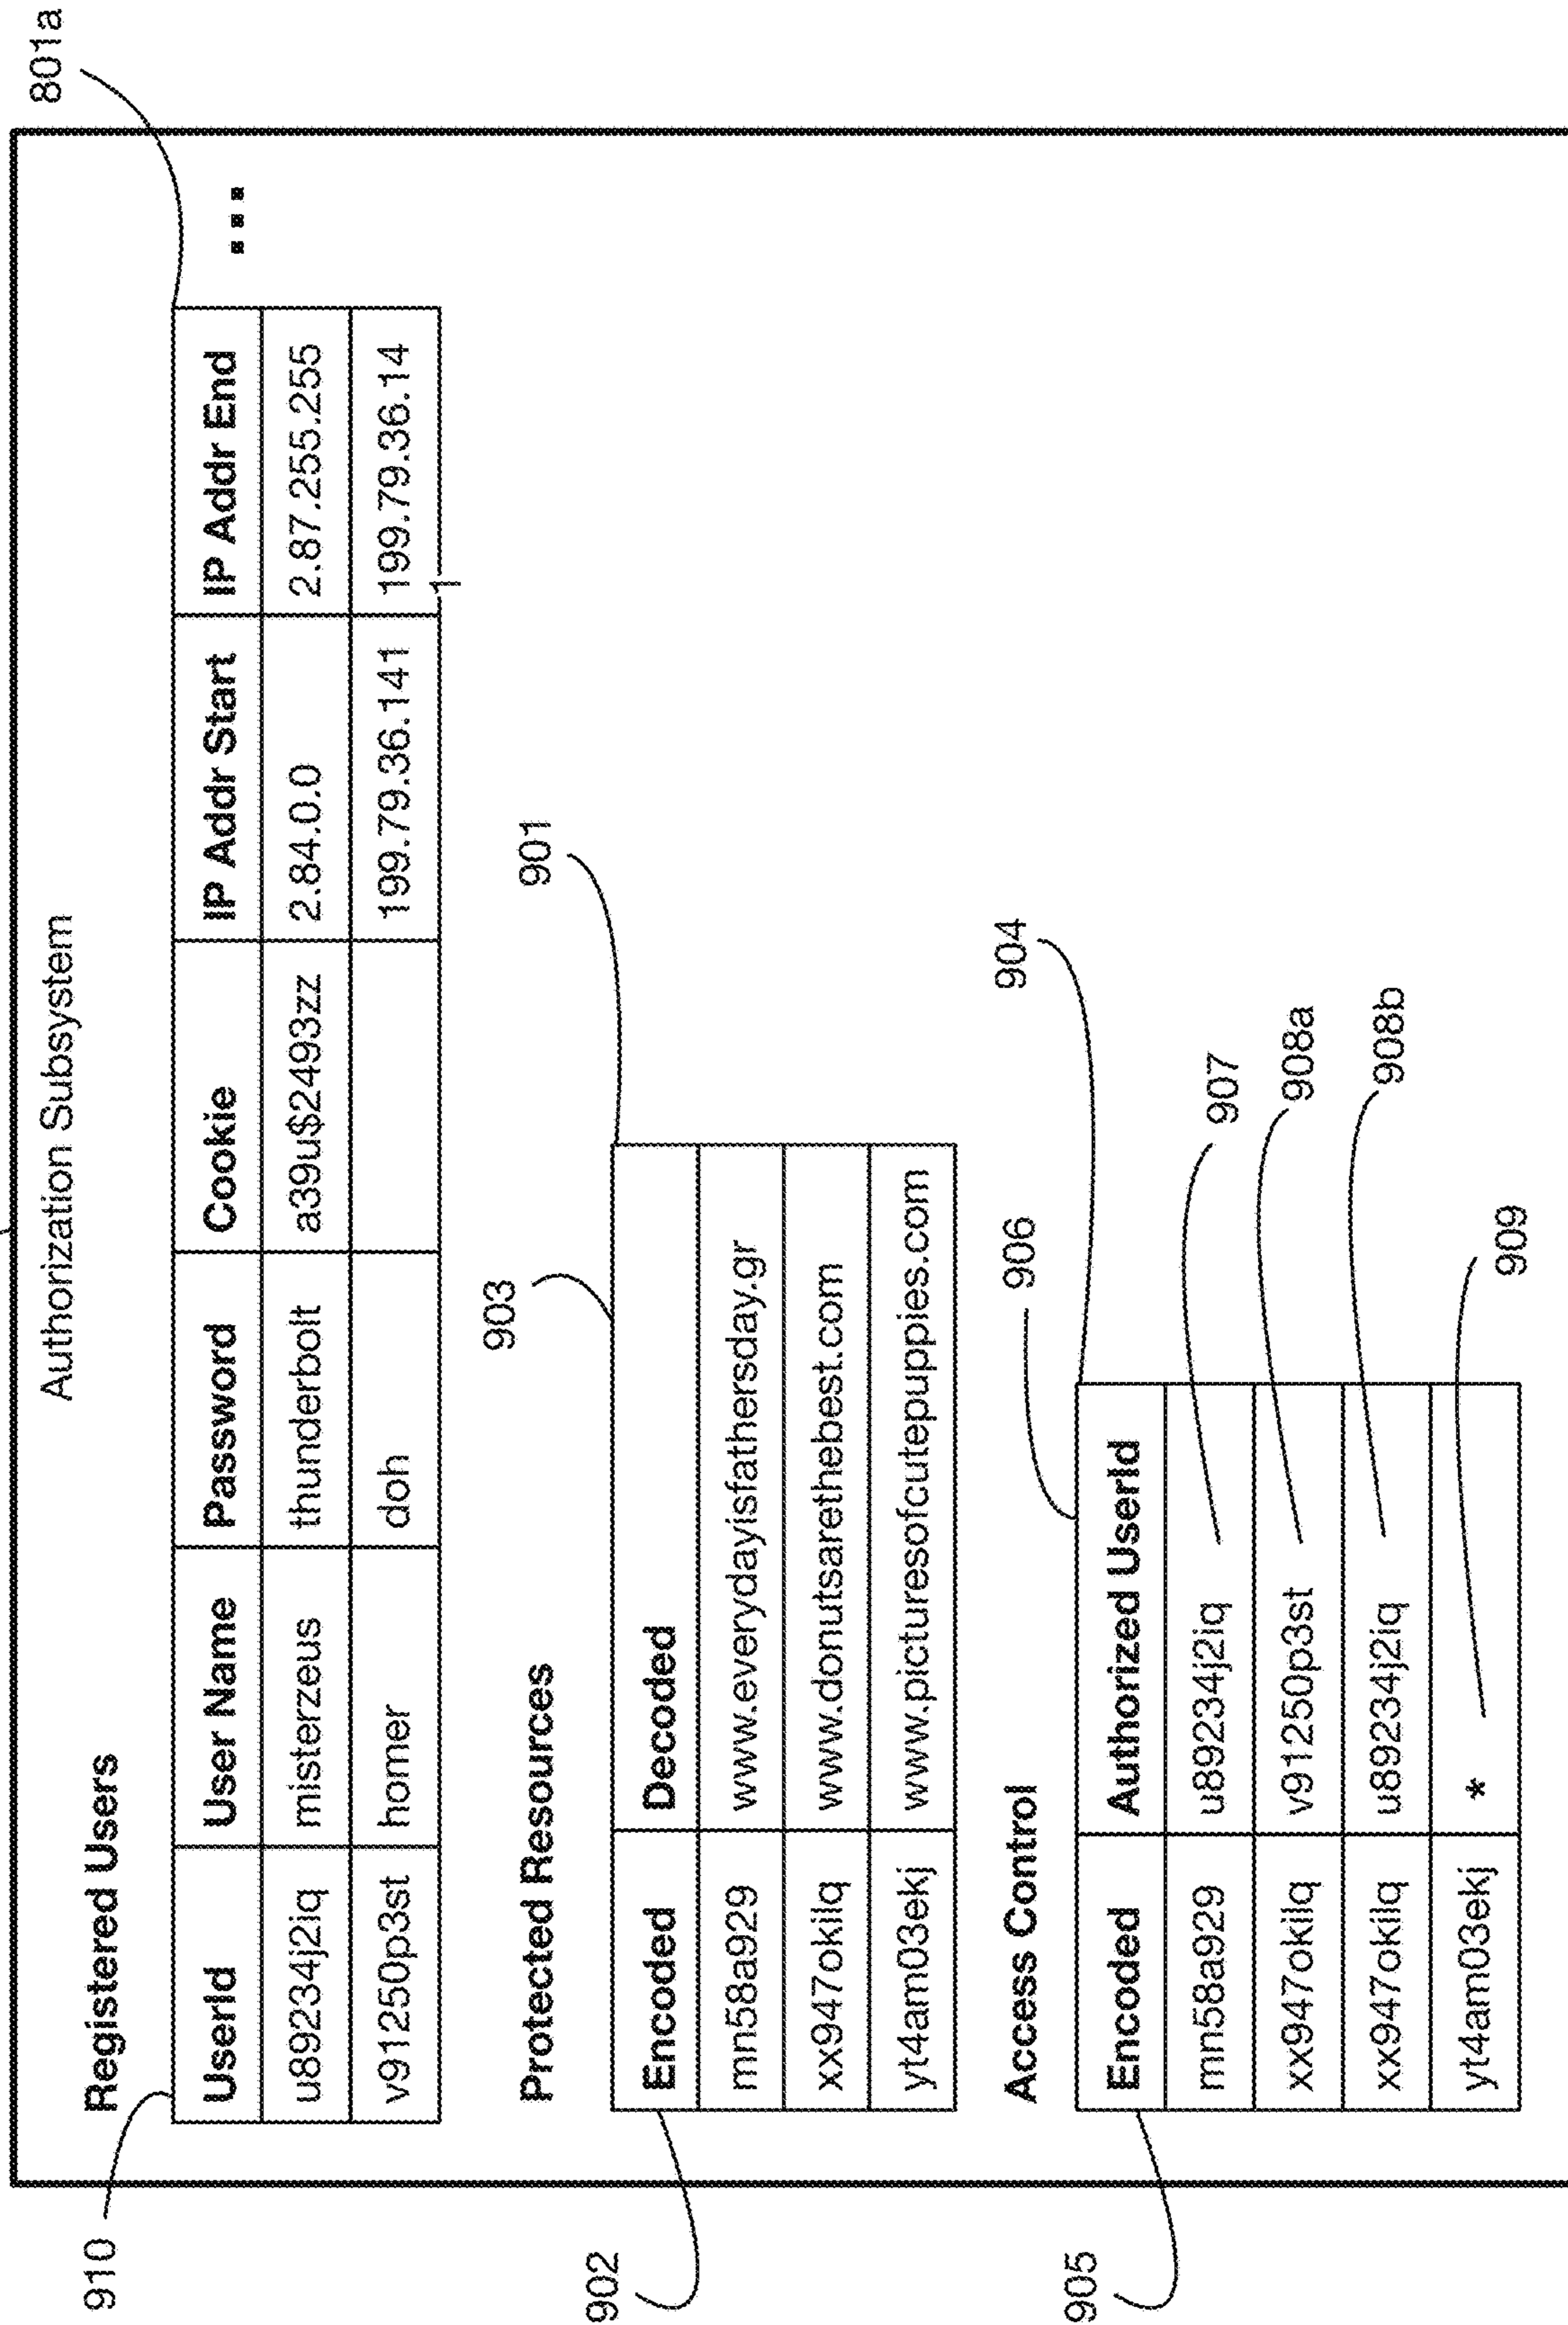 Authorization Subsystem
801a
910
Registered Users
UserId User Name Password Cookie IP Addr Start IP Addr End
...
u89234j2iq misterzeus thunderbolt a39u$2493zz 2.84.0.0 2.87.255.255
v91250p3st homer doh 199.79.36.141 199.79.36.14
1
Protected Resources
903
901
902
Encoded Decoded
mn58a929 www.everydayisfathersday.gr
xx947okilq www.donutsarethebest.com
yt4am03ekj www.picturesofcutepuppies.com
Access Control
906
904
905
Encoded Authorized UserId
mn58a929 u89234j2iq
907
xx947okilq v91250p3st
908a
xx947okilq u89234j2iq
908b
yt4am03ekj *
909